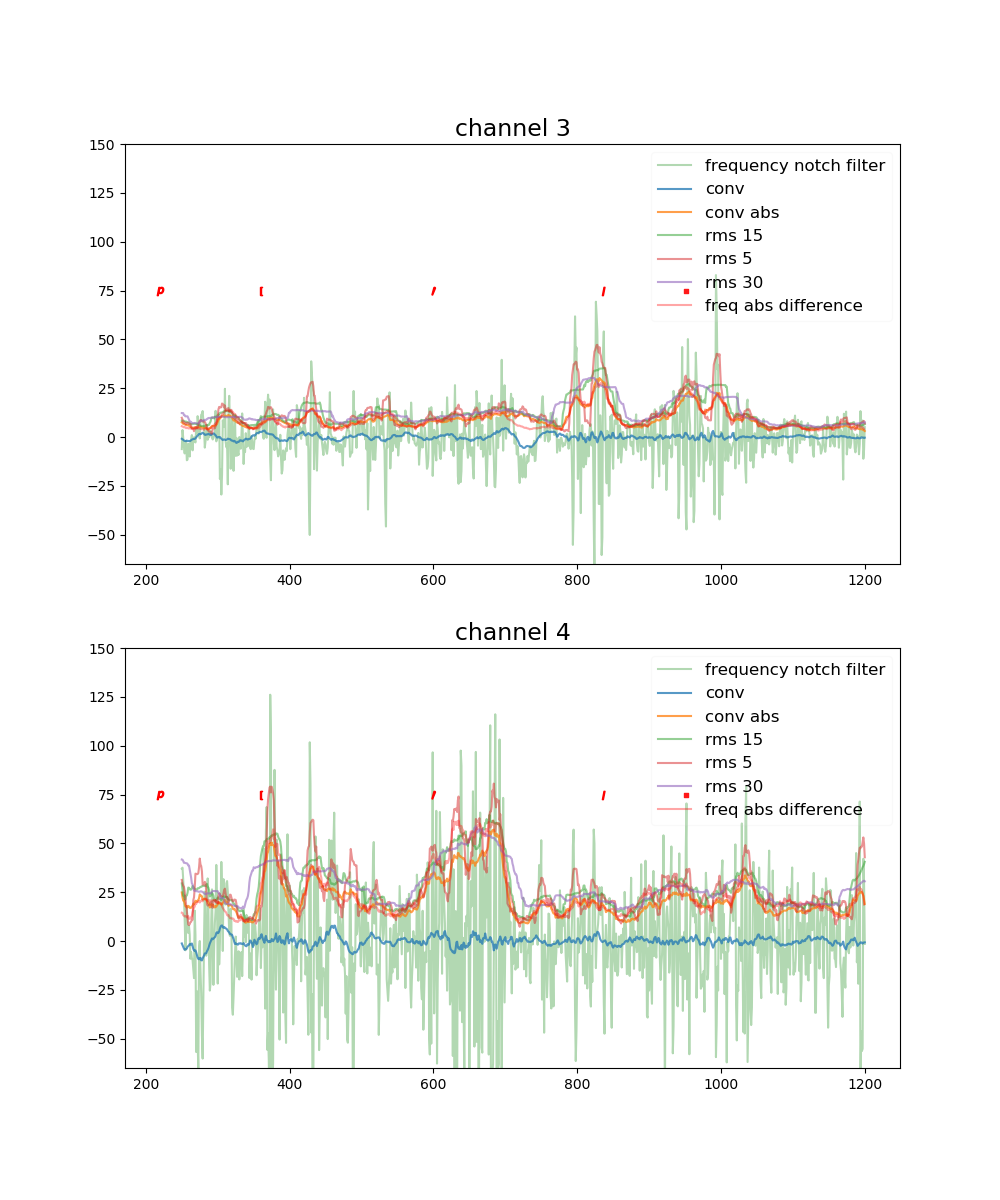 channel 3
150
125
100
75
50
25
0
−25
−50
200 400 600 800 1000 1200
frequency notch filter
conv
conv abs
rms 15
rms 5
rms 30
freq abs difference
p
channel 4
150
125
100
75
50
25
0
−25
−50
200 400 600 800 1000 1200
frequency notch filter
conv
conv abs
rms 15
rms 5
rms 30
freq abs difference
p